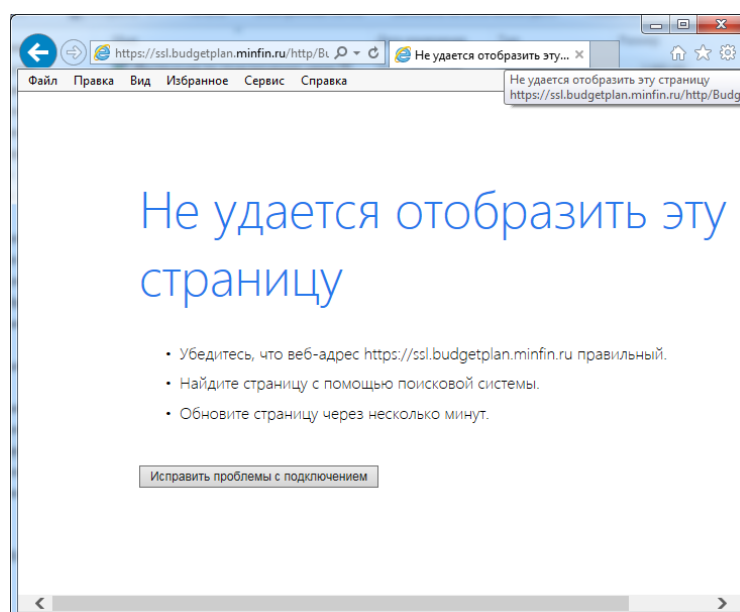 https://ssl.budgetplan.minfin.ru/http/Bu
Не удается отобразить эту...
Файл Правка Вид Избранное Сервис Справка
Не удается отобразить эту страницу
https://ssl.budgetplan.minfin.ru/http/Budg
Не удается отобразить эту
страницу
• Убедитесь, что веб-адрес https://ssl.budgetplan.minfin.ru правильный.
• Найдите страницу с помощью поисковой системы.
• Обновите страницу через несколько минут.
Исправить проблемы с подключением